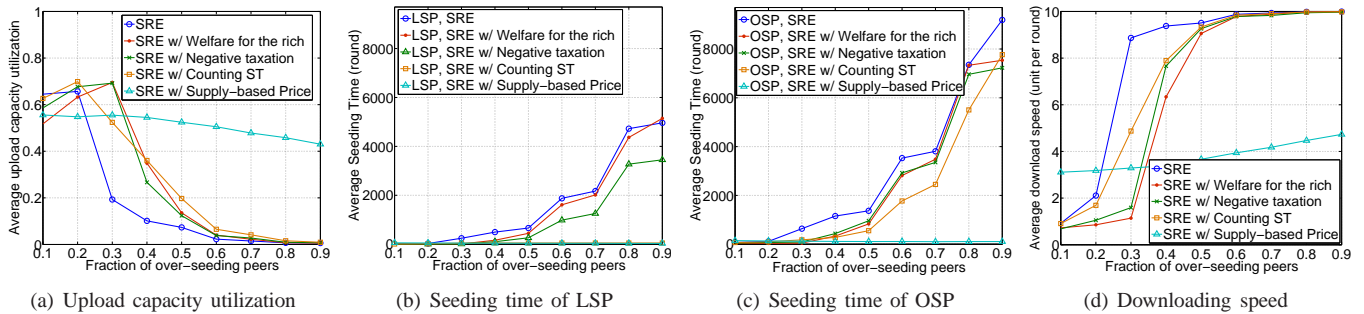 Average upload capacity utilizatoin
1
0.8
0.6
0.4
0.2
0
SRE
SRE w/ Welfare for the rich
SRE w/ Negative taxation
SRE w/ Counting ST
SRE w/ Supply-based Price
0.1 0.2 0.3 0.4 0.5 0.6 0.7 0.8 0.9
Fraction of over−seeding peers
(a) Upload capacity utilization
Average Seeding Time (round)
8000
6000
4000
2000
0
LSP, SRE
LSP, SRE w/ Welfare for the rich
LSP, SRE w/ Negative taxation
LSP, SRE w/ Counting ST
SRE w/ Supply-based Price
0.1 0.2 0.3 0.4 0.5 0.6 0.7 0.8 0.9
Fraction of over−seeding peers
(b) Seeding time of LSP
Average Seeding Time (round)
8000
6000
4000
2000
0
OSP, SRE
OSP, SRE w/ Welfare for the rich
OSP, SRE w/ Negative taxation
OSP, SRE w/ Counting ST
SRE w/ Supply-based Price
0.1 0.2 0.3 0.4 0.5 0.6 0.7 0.8 0.9
Fraction of over−seeding peers
(c) Seeding time of OSP
Average download speed (unit per round)
10
8
6
4
2
0
SRE
SRE w/ Welfare for the rich
SRE w/ Negative taxation
SRE w/ Counting ST
SRE w/ Supply-based Price
0.1 0.2 0.3 0.4 0.5 0.6 0.7 0.8 0.9
Fraction of over−seeding peers
(d) Downloading speed